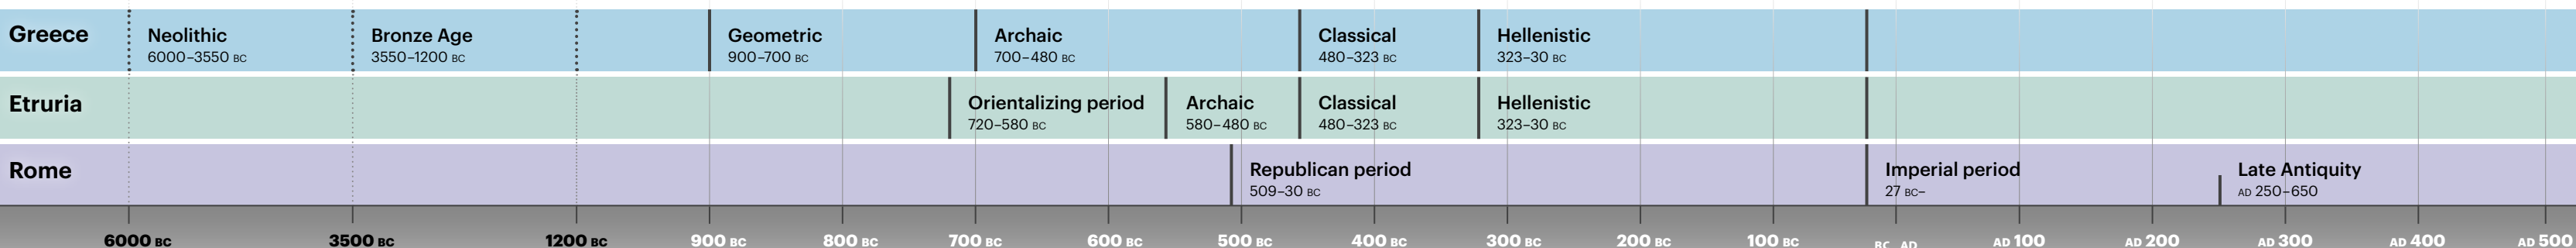 Greece
Neolithic
6000–3550 BC
Bronze Age
3550–1200 BC
Geometric
900–700 BC
Archaic
700–480 BC
Classical
480–323 BC
Hellenistic
323–30 BC
Etruria
Orientalizing period
720–580 BC
Archaic
580–480 BC
Classical
480–323 BC
Hellenistic
323–30 BC
Rome
Republican period
509–30 BC
Imperial period
27 BC–
Late Antiquity
AD 250–650
6000 BC 3500 BC 1200 BC 900 BC 800 BC 700 BC 600 BC 500 BC 400 BC 300 BC 200 BC 100 BC BC AD AD 100 AD 200 AD 300 AD 400 AD 500